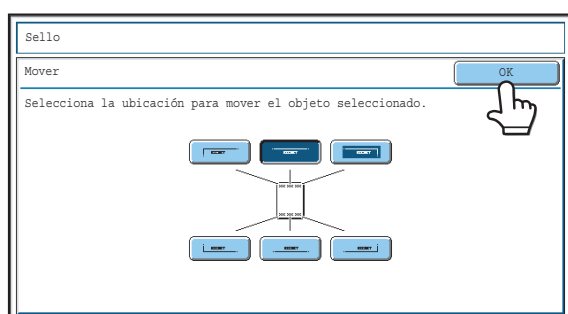 Sello
Mover
OK
Selecciona la ubicación para mover el objeto seleccionado.